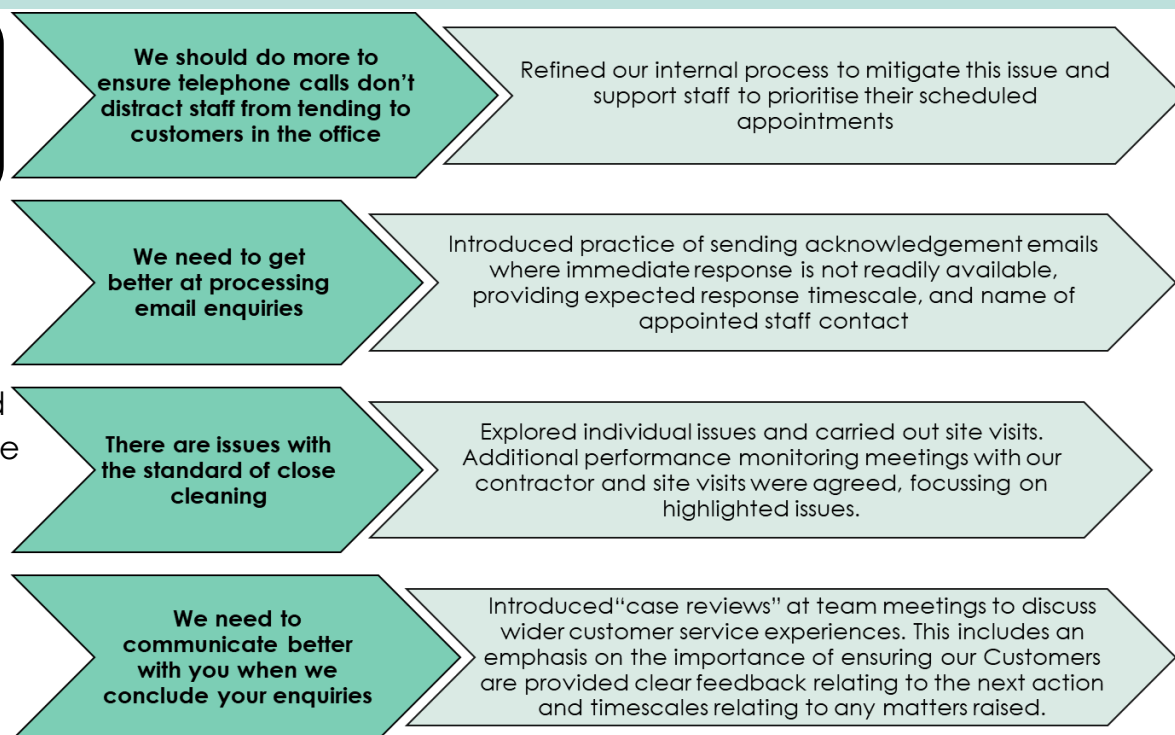 We should do more to
ensure telephone calls don't
distract staff from tending to
customers in the office
Refined our internal process to mitigate this issue and
support staff to prioritise their scheduled
appointments
We need to get
better at processing
email enquiries
Introduced practice of sending acknowledgement emails
where immediate response is not readily available,
providing expected response timescale, and name of
appointed staff contact
There are issues with
the standard of close
cleaning
Explored individual issues and carried out site visits.
Additional performance monitoring meetings with our
contractor and site visits were agreed, focussing on
highlighted issues.
We need to
communicate better
with you when we
conclude your enquiries
Introduced“case reviews” at team meetings to discuss
wider customer service experiences. This includes an
emphasis on the importance of ensuring our Customers
are provided clear feedback relating to the next action
and timescales relating to any matters raised.